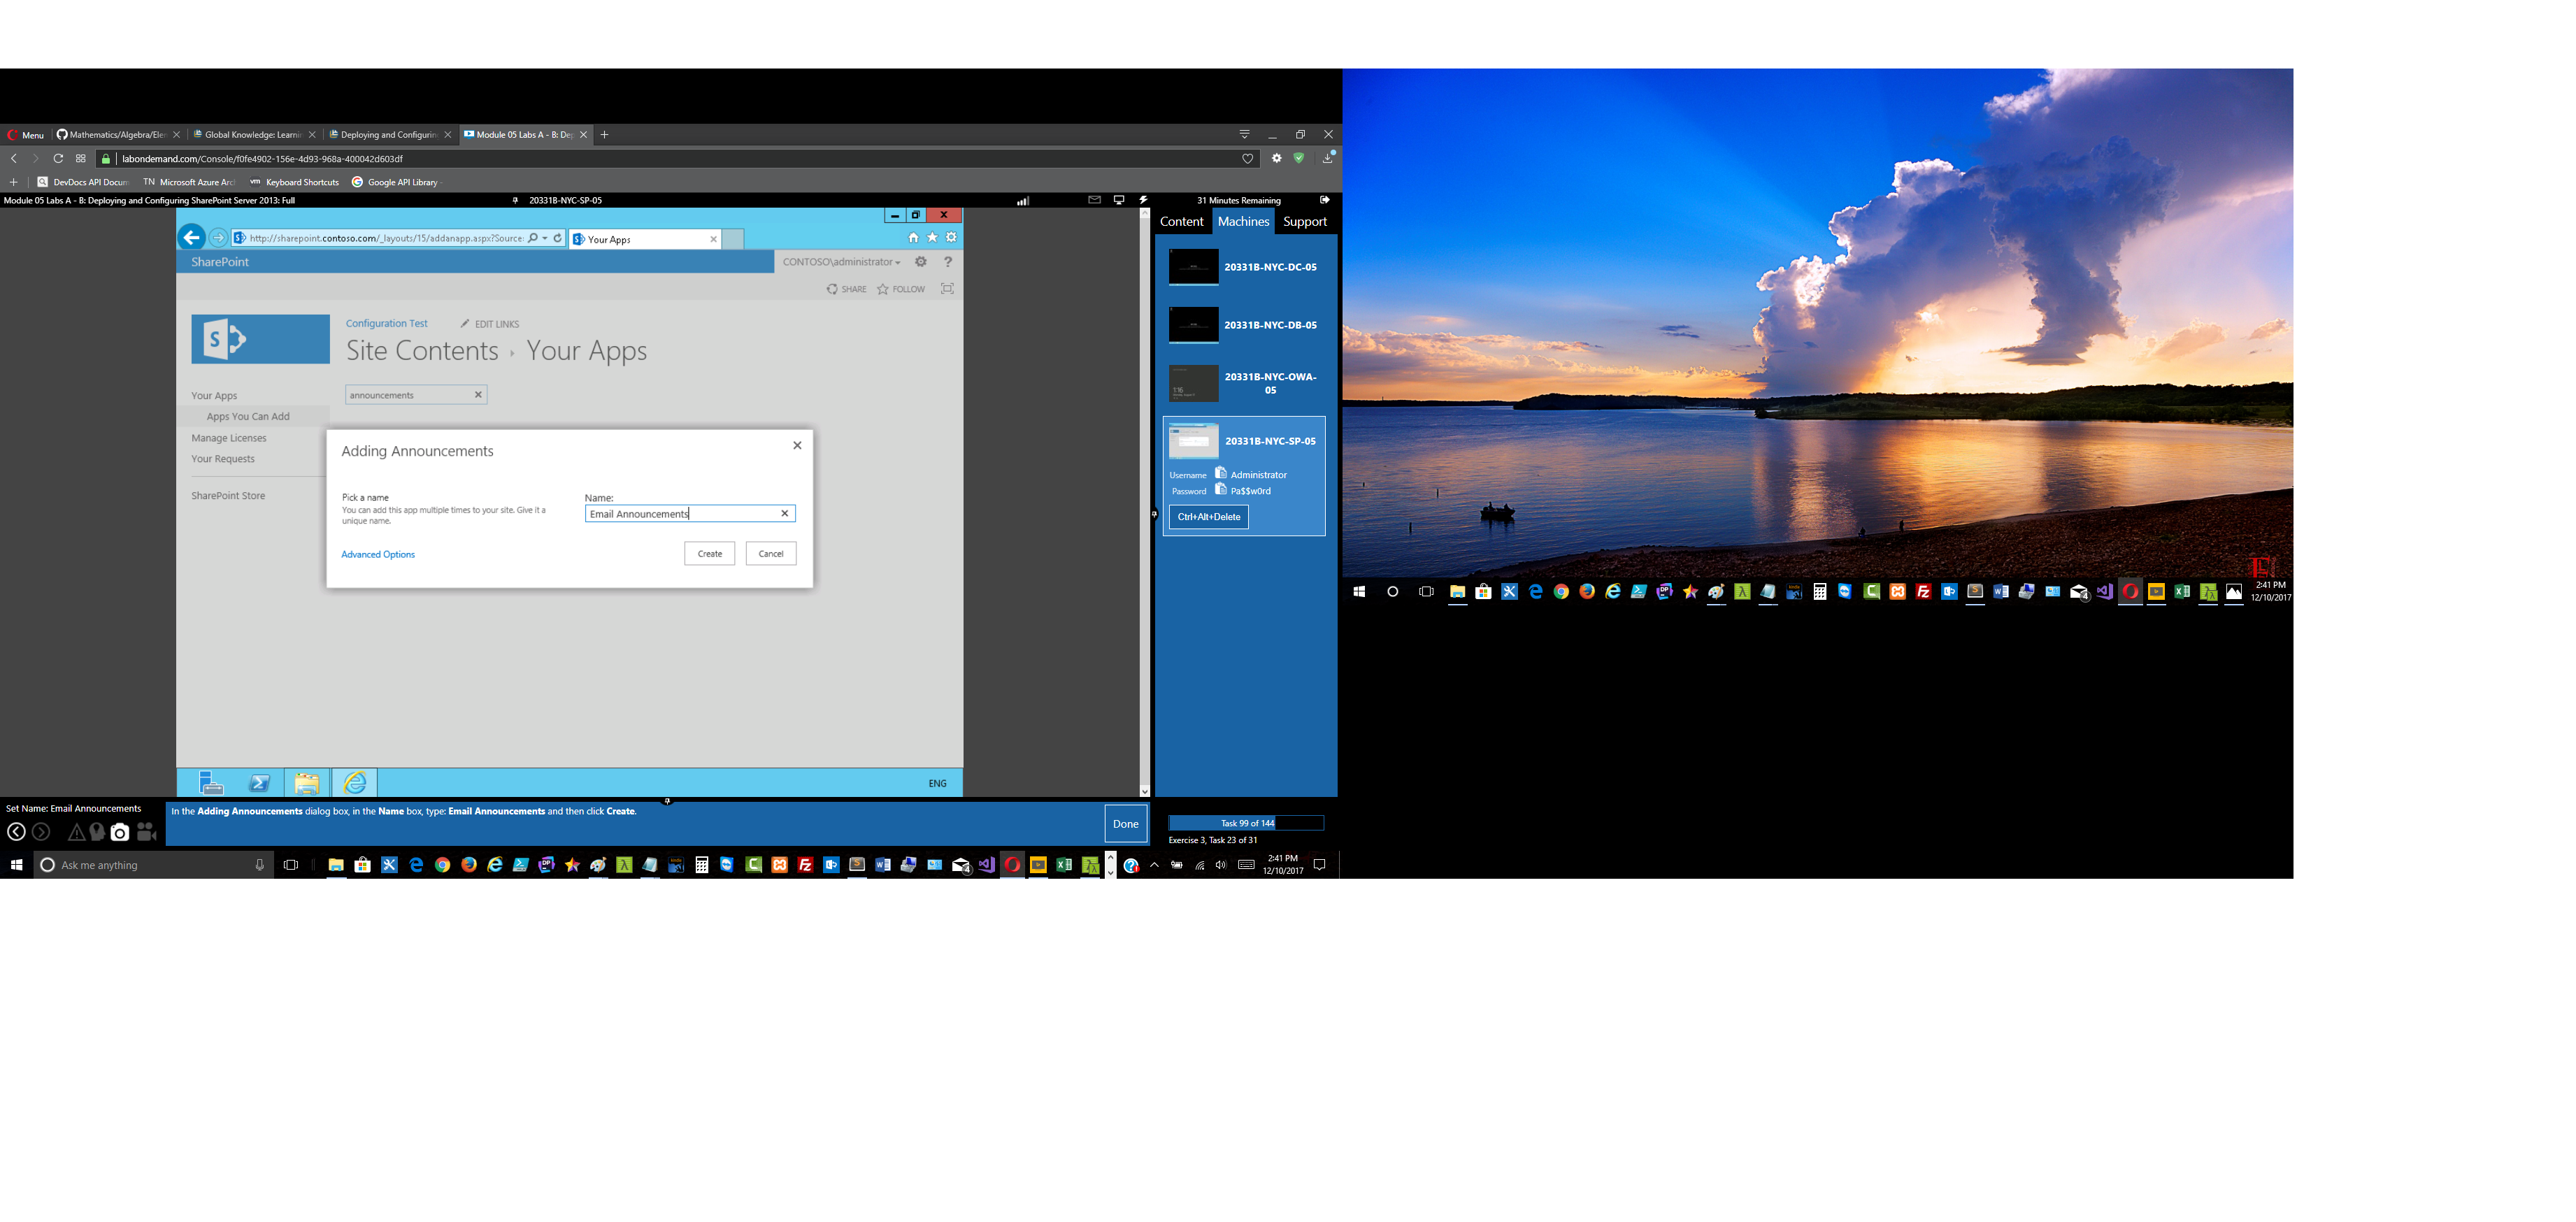 Menu
Mathematics/Algebra/Ele
Global Knowledge: Learni
Deploying and Configurin
Module 05 Labs A - B: De
labondemand.com/Console/f0fe4902-156e-4d93-968a-400042d603df
DevDocs API Docum
TN Microsoft Azure Arc
vm Keyboard Shortcuts
Google API Library
Module 05 Labs A - B: Deploying and Configuring SharePoint Server 2013: Full
20331B-NYC-SP-05
31 Minutes Remaining
Content
Machines
Support
http://sharepoint.contoso.com/_layouts/15/addanapp.aspx?Source
Your Apps
SharePoint
CONTOSO\administrator
SHARE
FOLLOW
Configuration Test
EDIT LINKS
Site Contents
Your Apps
announcements
Your Apps
Apps You Can Add
Manage Licenses
Your Requests
SharePoint Store
Adding Announcements
Pick a name
You can add this app multiple times to your site. Give it a
unique name.
Name:
Email Announcements
Advanced Options
Create
Cancel
20331B-NYC-DC-05
20331B-NYC-DB-05
20331B-NYC-OWA-
05
20331B-NYC-SP-05
Username
Administrator
Password
Pa$$w0rd
Ctrl+Alt+Delete
ENG
Set Name: Email Announcements
In the Adding Announcements dialog box, in the Name box, type: Email Announcements and then click Create.
Done
Task 99 of 144
Exercise 3, Task 23 of 31
Ask me anything
2:41 PM
12/10/2017
2:41 PM
12/10/2017